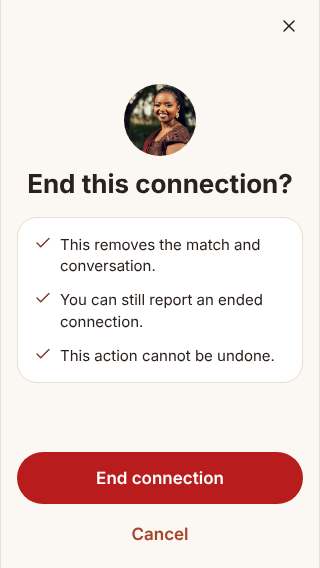 End this connection?
This removes the match and
conversation.
You can still report an ended
connection.
This action cannot be undone.
End connection
Cancel